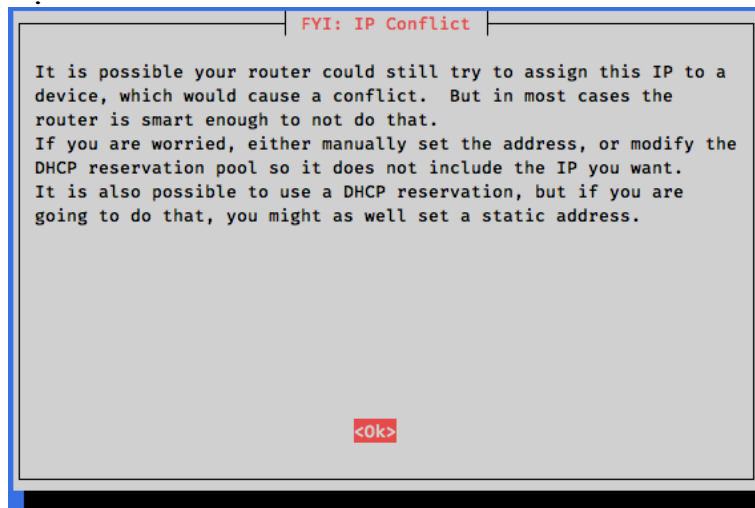 FYI: IP Conflict
It is possible your router could still try to assign this IP to a
device, which would cause a conflict.  But in most cases the
router is smart enough to not do that.
If you are worried, either manually set the address, or modify the
DHCP reservation pool so it does not include the IP you want.
It is also possible to use a DHCP reservation, but if you are
going to do that, you might as well set a static address.
<Ok>